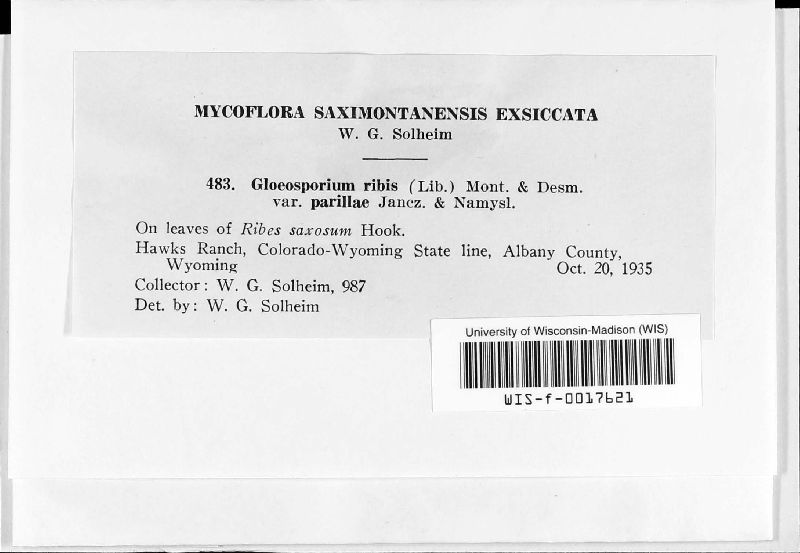 MYCOFLORA SAXIMONTANENSIS EXSICCATA
W. G. Solheim
483. Gloeosporium ribis (Lib.) Mont. & Desm.
var. parillae Jancz. & Namysl.
On leaves of Ribes saxosum Hook.
Hawks Ranch, Colorado-Wyoming State line, Albany County,
Wyoming Oct. 20, 1935
Collector: W. G. Solheim, 987
Det. by: W. G. Solheim
University of Wisconsin-Madison (WIS)
WIS-f-0017621